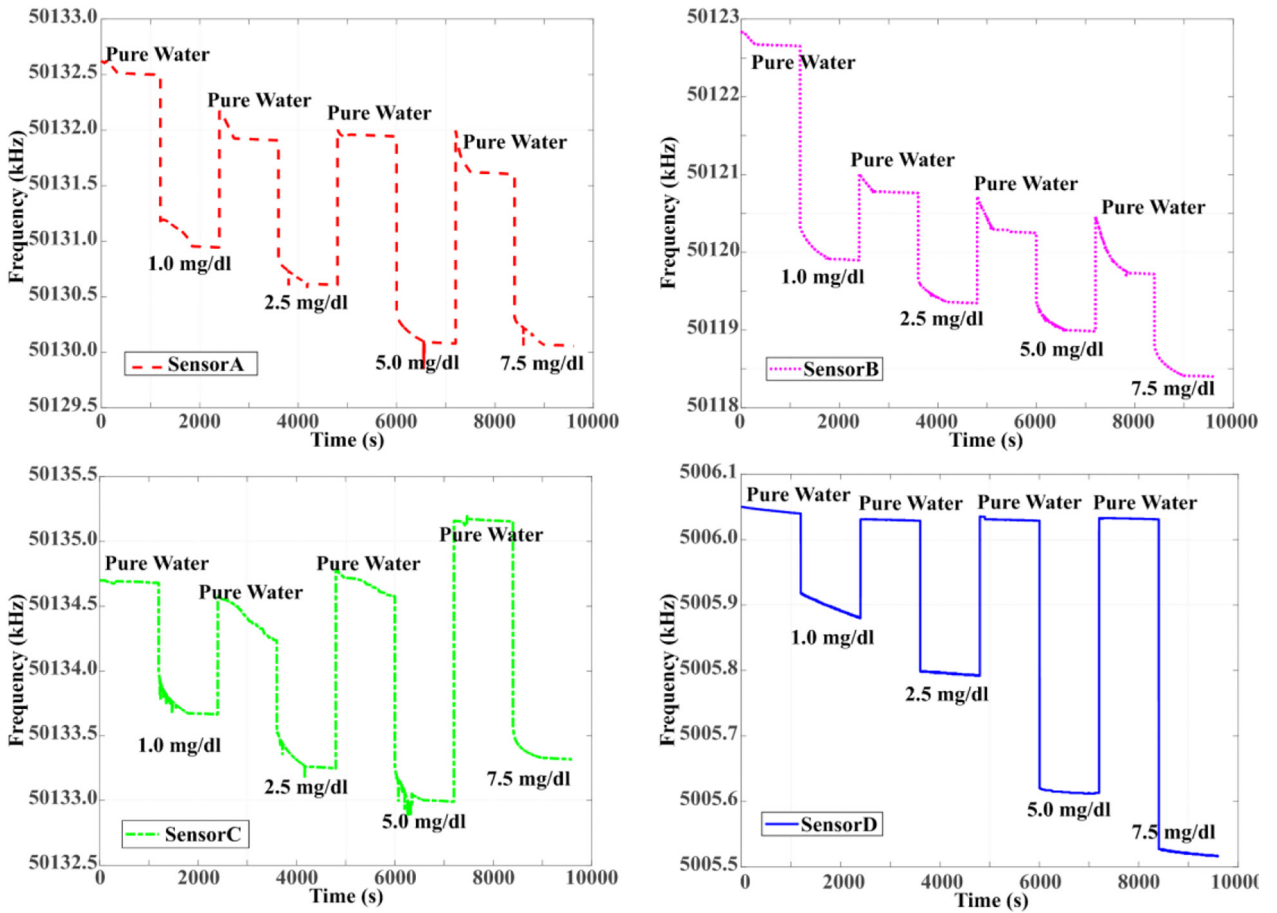 50133.0
50132.5
50132.0
50131.5
50131.0
50130.5
50130.0
50129.5
Frequency (kHz)
Pure Water
Pure Water
Pure Water
Pure Water
1.0 mg/dl
2.5 mg/dl
5.0 mg/dl
7.5 mg/dl
SensorA
0 2000 4000 6000 8000 10000
Time (s)
50123
50122
50121
50120
50119
50118
Frequency (kHz)
Pure Water
Pure Water
Pure Water
Pure Water
1.0 mg/dl
2.5 mg/dl
5.0 mg/dl
7.5 mg/dl
SensorB
0 2000 4000 6000 8000 10000
Time (s)
50135.5
50135.0
50134.5
50134.0
50133.5
50133.0
50132.5
Frequency (kHz)
Pure Water
Pure Water
Pure Water
Pure Water
1.0 mg/dl
2.5 mg/dl
5.0 mg/dl
7.5 mg/dl
SensorC
0 2000 4000 6000 8000 10000
Time (s)
5006.1
5006.0
5005.9
5005.8
5005.7
5005.6
5005.5
Frequency (kHz)
Pure Water
Pure Water
Pure Water
Pure Water
1.0 mg/dl
2.5 mg/dl
5.0 mg/dl
7.5 mg/dl
SensorD
0 2000 4000 6000 8000 10000
Time (s)